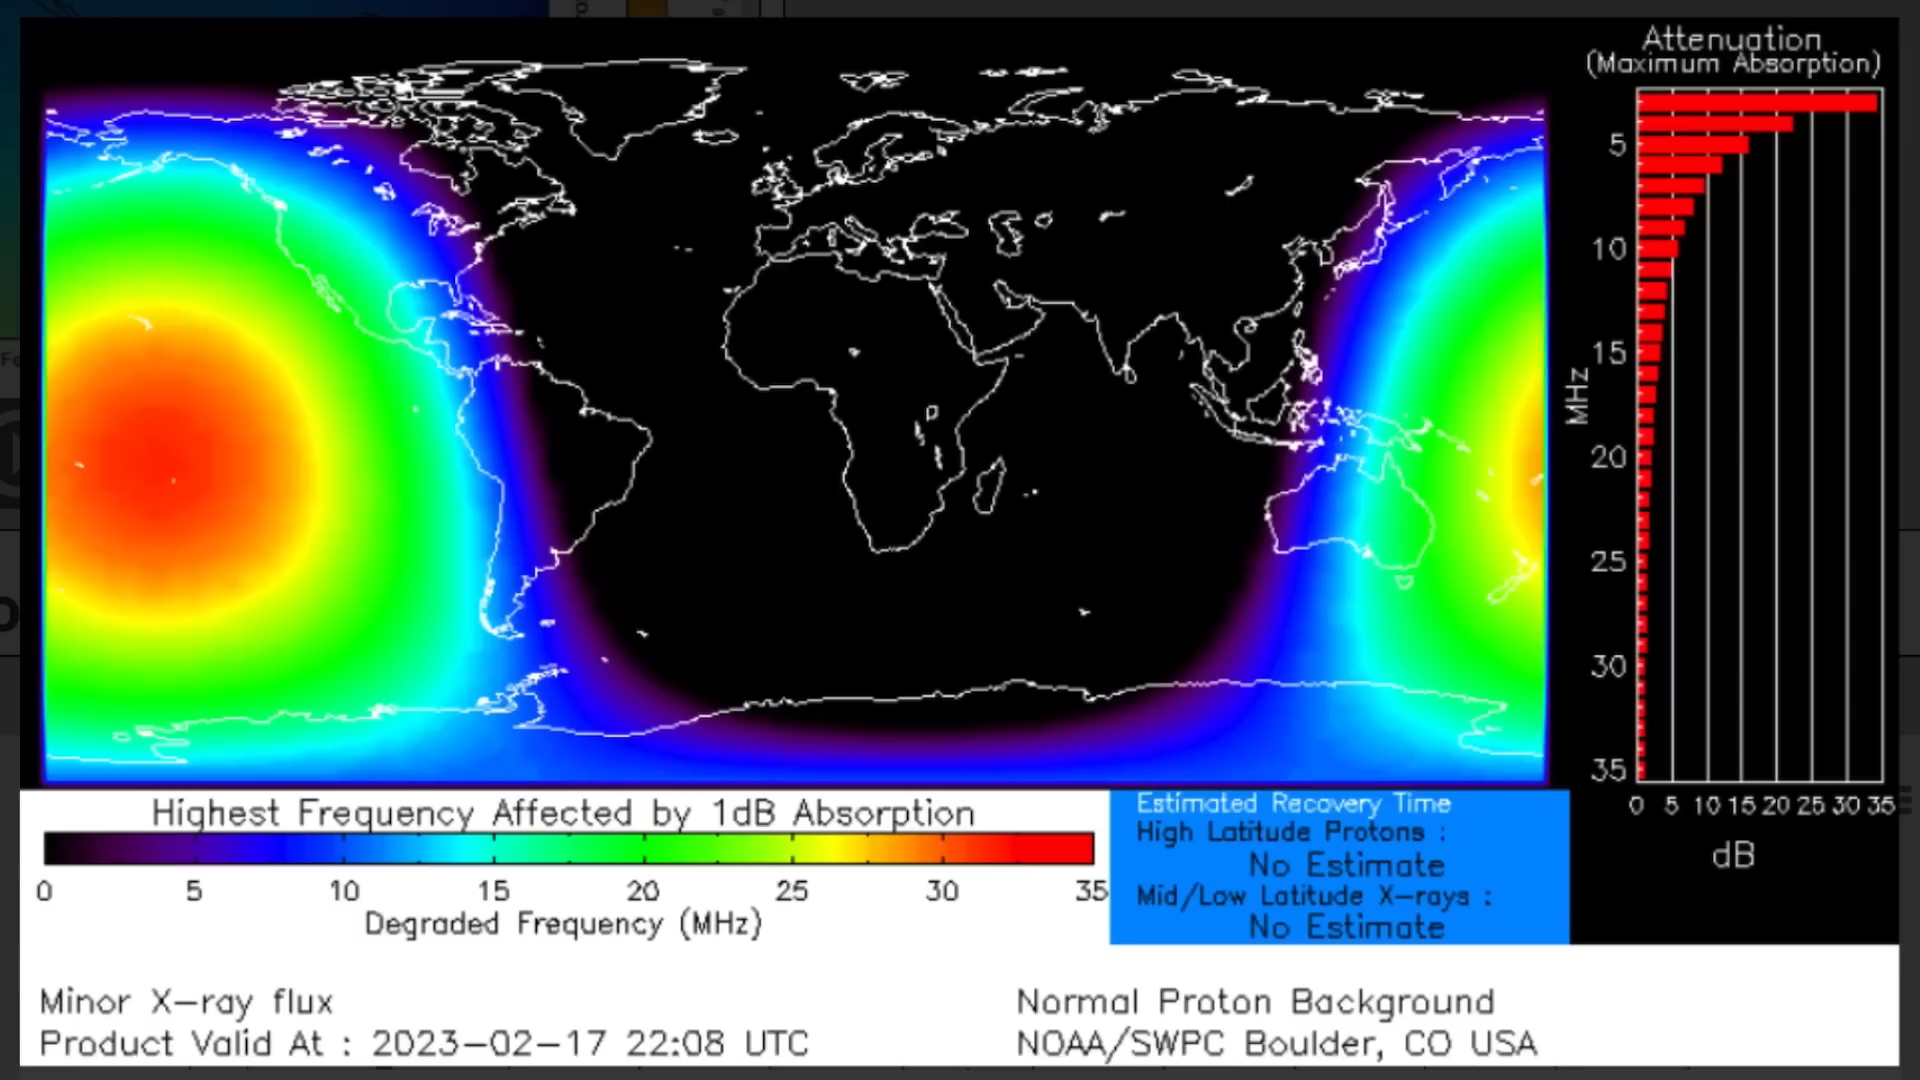 Attenuation
(Maximum Absorption)
5
10
15
20
25
30
35
MHz
0 5 10 15 20 25 30 35
dB
Highest Frequency Affected by 1dB Absorption
0 5 10 15 20 25 30 35
Degraded Frequency (MHz)
Estimated Recovery Time
High Latitude Protons :
No Estimate
Mid/Low Latitude X-rays :
No Estimate
Minor X-ray flux
Product Valid At : 2023-02-17 22:08 UTC
Normal Proton Background
NOAA/SWPC Boulder, CO USA